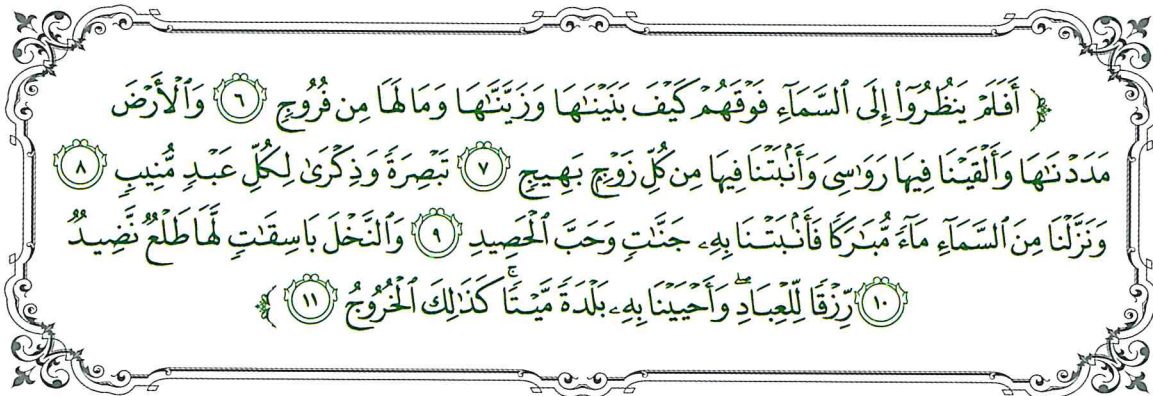 ﴿ أَفَلَمْ يَنظُرُوٓا۟ إِلَى ٱلسَّمَآءِ فَوْقَهُمْ كَيْفَ بَنَيْنَٰهَا وَزَيَّنَّٰهَا وَمَا لَهَا مِن فُرُوجٍ ٦ وَٱلْأَرْضَ
مَدَدْنَٰهَا وَأَلْقَيْنَا فِيهَا رَوَٰسِىَ وَأَنۢبَتْنَا فِيهَا مِن كُلِّ زَوْجٍۭ بَهِيجٍ ٧ تَبْصِرَةً وَذِكْرَىٰ لِكُلِّ عَبْدٍ مُّنِيبٍ ٨
وَنَزَّلْنَا مِنَ ٱلسَّمَآءِ مَآءً مُّبَٰرَكًا فَأَنۢبَتْنَا بِهِۦ جَنَّٰتٍ وَحَبَّ ٱلْحَصِيدِ ٩ وَٱلنَّخْلَ بَاسِقَٰتٍ لَّهَا طَلْعٌ نَّضِيدٌ
١٠ رِّزْقًا لِّلْعِبَادِ ۖ وَأَحْيَيْنَا بِهِۦ بَلْدَةً مَّيْتًا ۚ كَذَٰلِكَ ٱلْخُرُوجُ ١١ ﴾